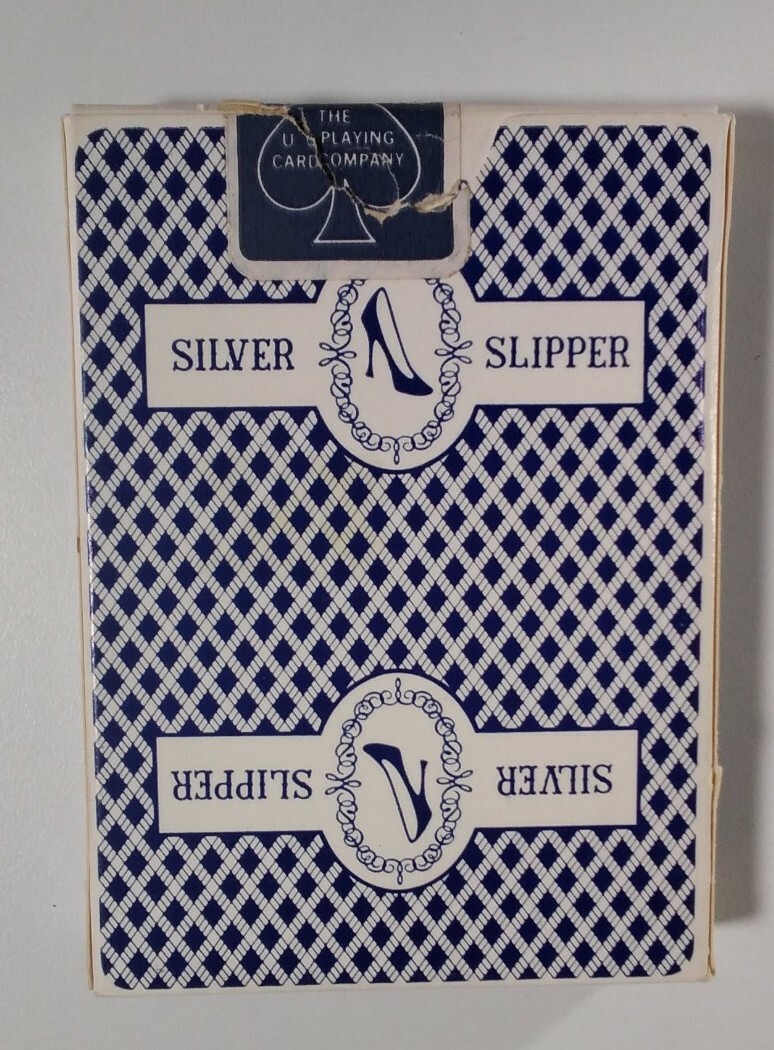 THE
U S PLAYING
CARD COMPANY
SILVER SLIPPER
SILVER SLIPPER